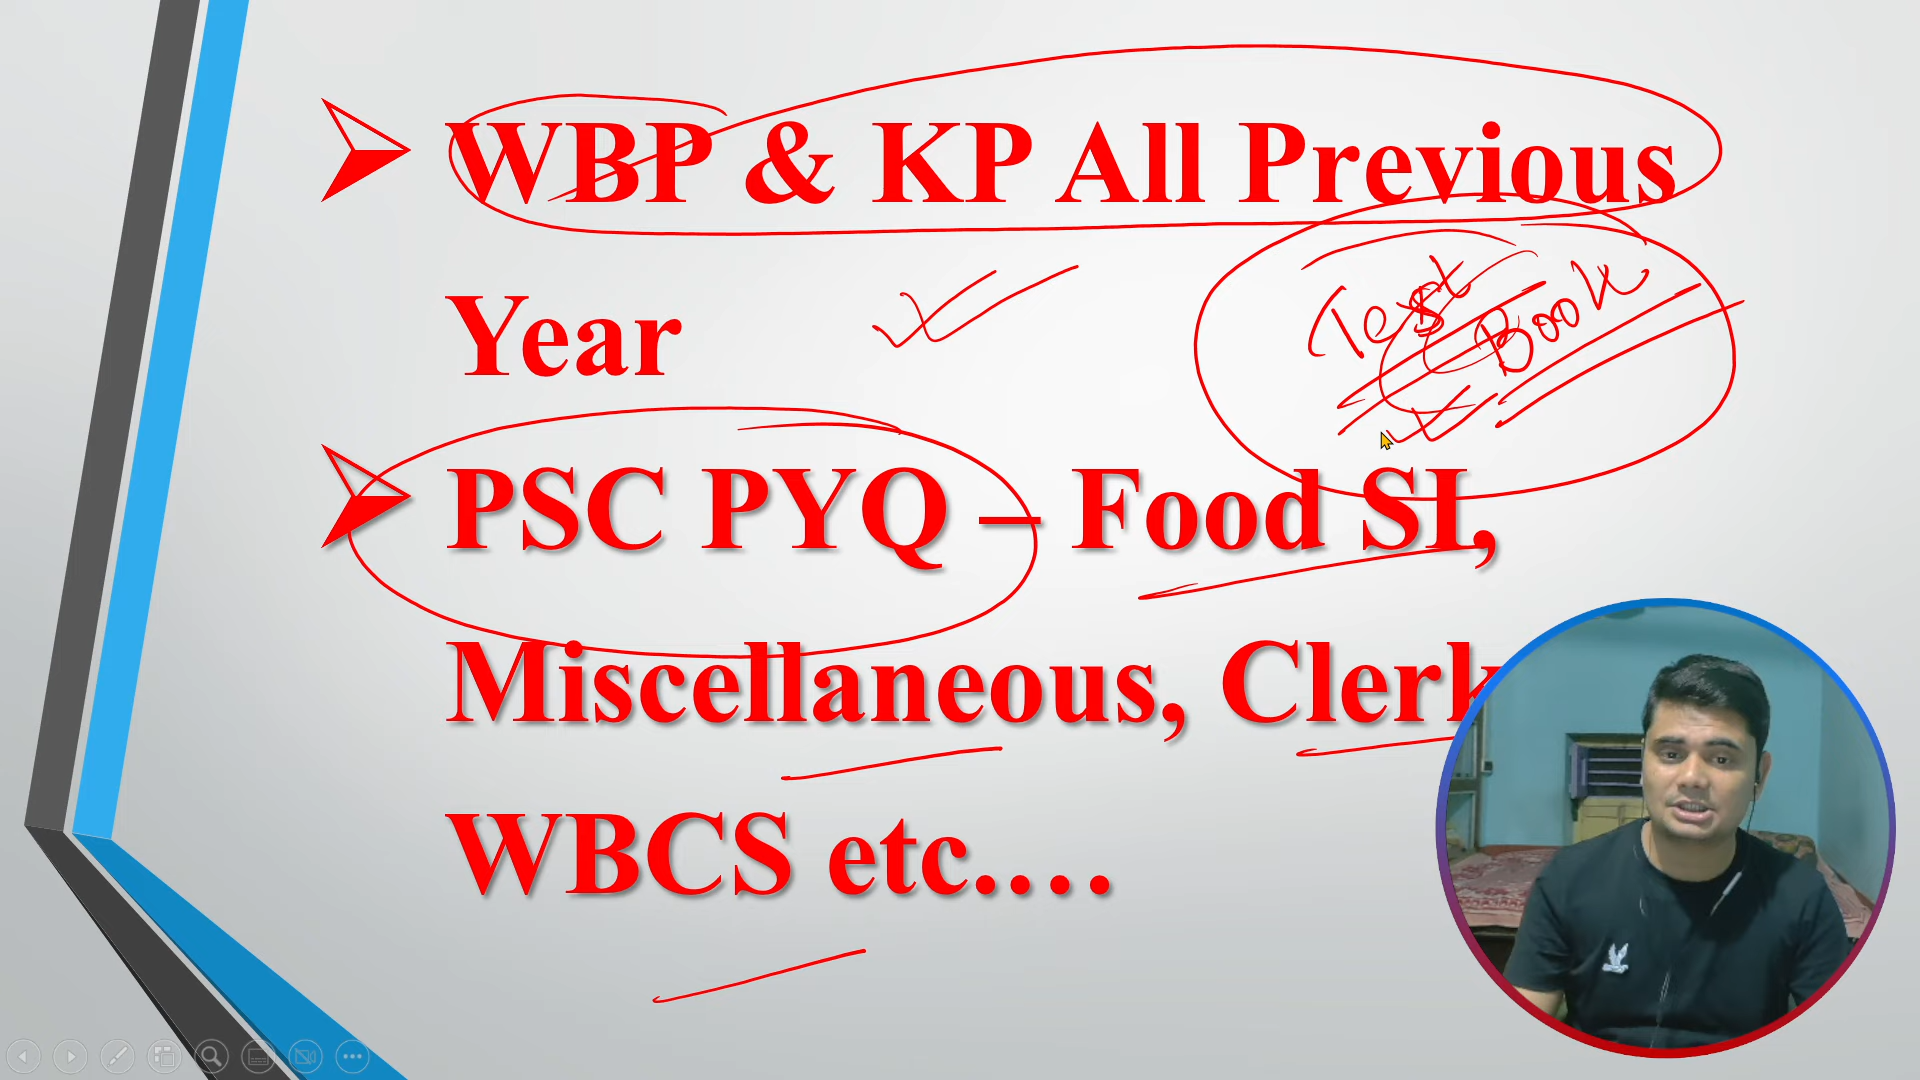 WBP & KP All Previous
Year
Test
Book
PSC PYQ – Food SI,
Miscellaneous, Clerk
WBCS etc.…